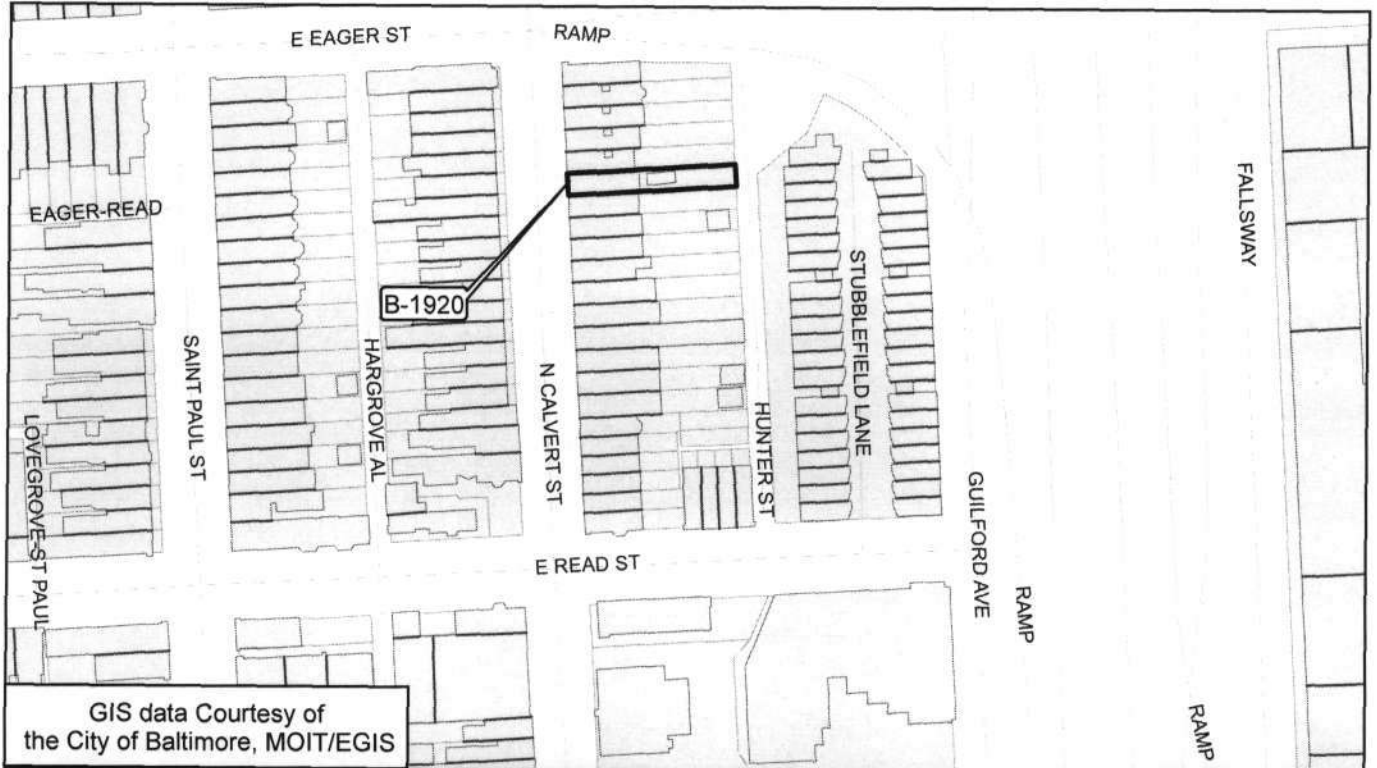 E EAGER ST
RAMP
EAGER-READ
B-1920
SAINT PAUL ST
HARGROVE AL
N CALVERT ST
HUNTER ST
STUBBLEFIELD LANE
FALLSWAY
LOVEGROVE-ST PAUL
GUILFORD AVE
E READ ST
RAMP
RAMP
GIS data Courtesy of
the City of Baltimore, MOIT/EGIS